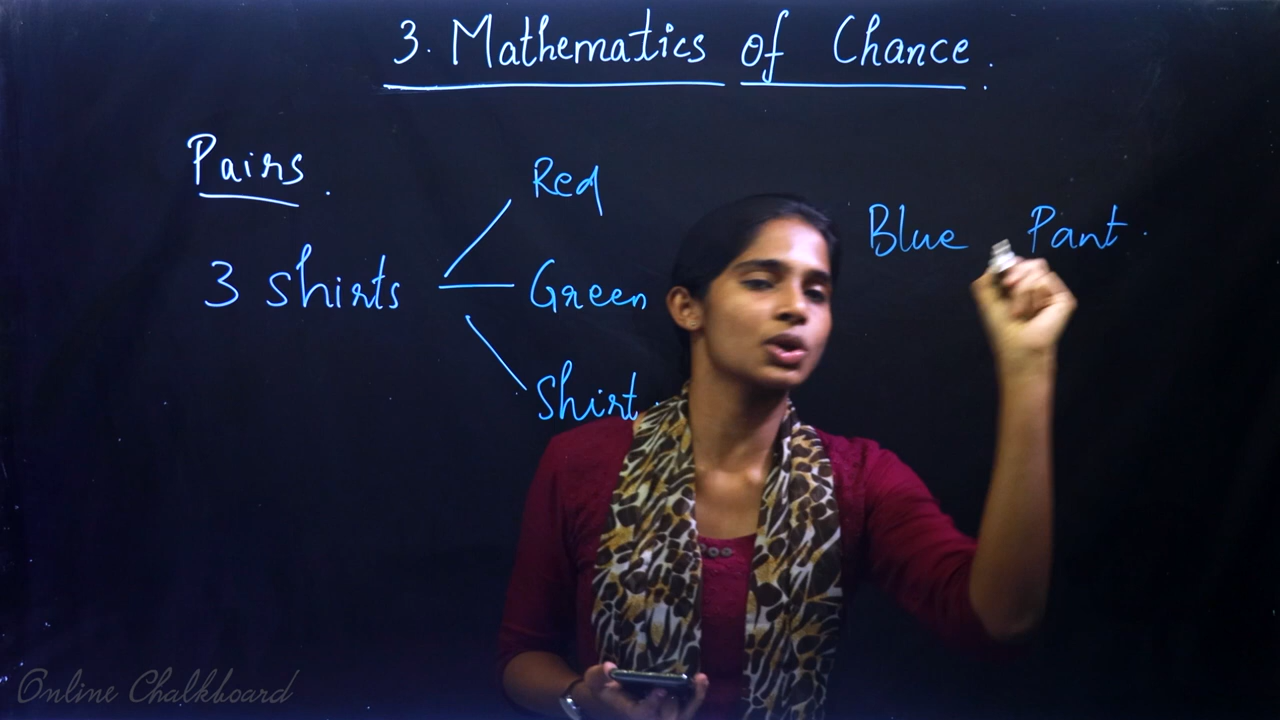 3. Mathematics of Chance.
Pairs.
3 shirts
Red
Green
Shirt.
Blue Pant.
Online Chalkboard